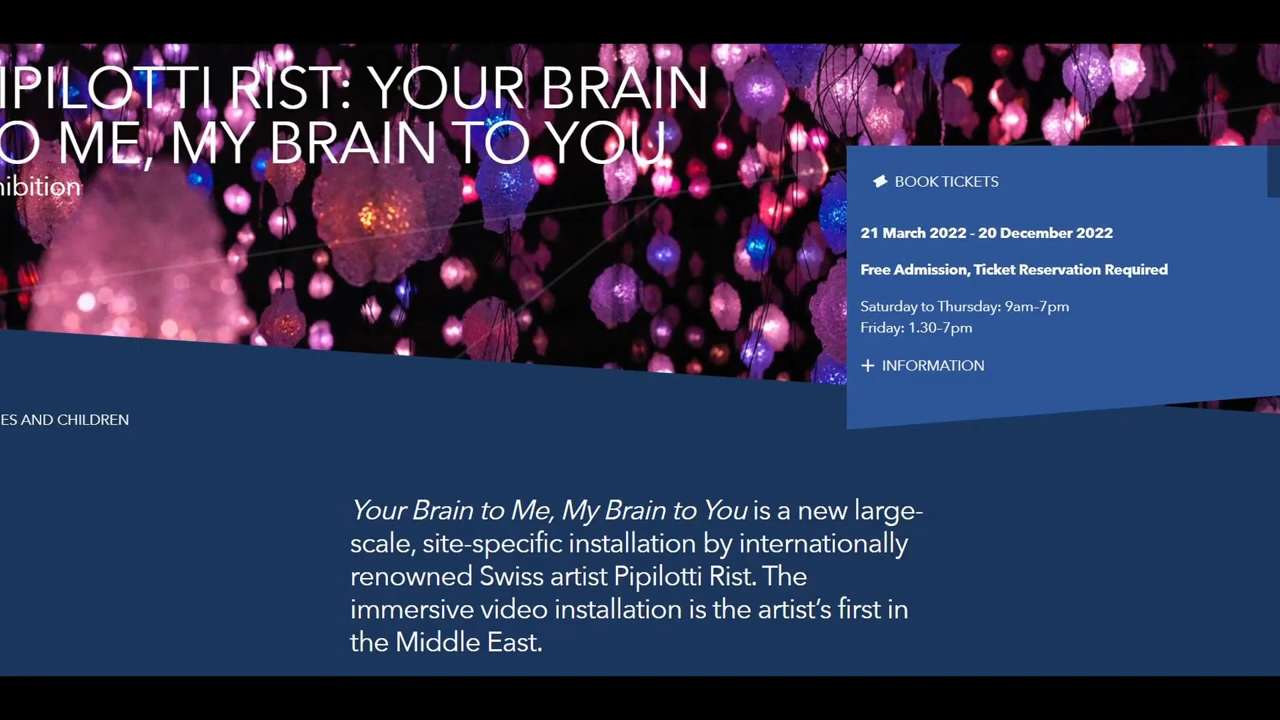 IPILOTTI RIST: YOUR BRAIN
O ME, MY BRAIN TO YOU
hibition
BOOK TICKETS
21 March 2022 - 20 December 2022
Free Admission, Ticket Reservation Required
Saturday to Thursday: 9am–7pm
Friday: 1.30–7pm
+ INFORMATION
ES AND CHILDREN
Your Brain to Me, My Brain to You is a new large-
scale, site-specific installation by internationally
renowned Swiss artist Pipilotti Rist. The
immersive video installation is the artist’s first in
the Middle East.